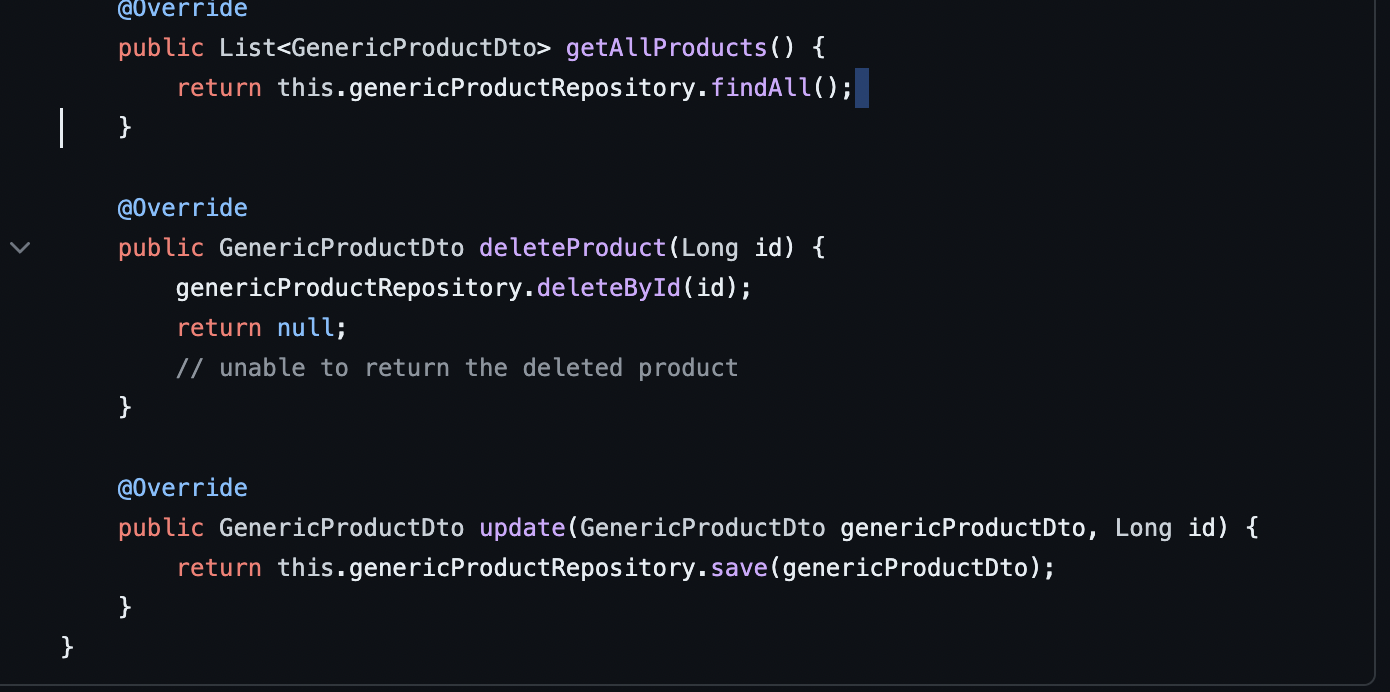 @Override
public List<GenericProductDto> getAllProducts() {
return this.genericProductRepository.findAll();
}
@Override
public GenericProductDto deleteProduct(Long id) {
genericProductRepository.deleteById(id);
return null;
// unable to return the deleted product
}
@Override
public GenericProductDto update(GenericProductDto genericProductDto, Long id) {
return this.genericProductRepository.save(genericProductDto);
}
}